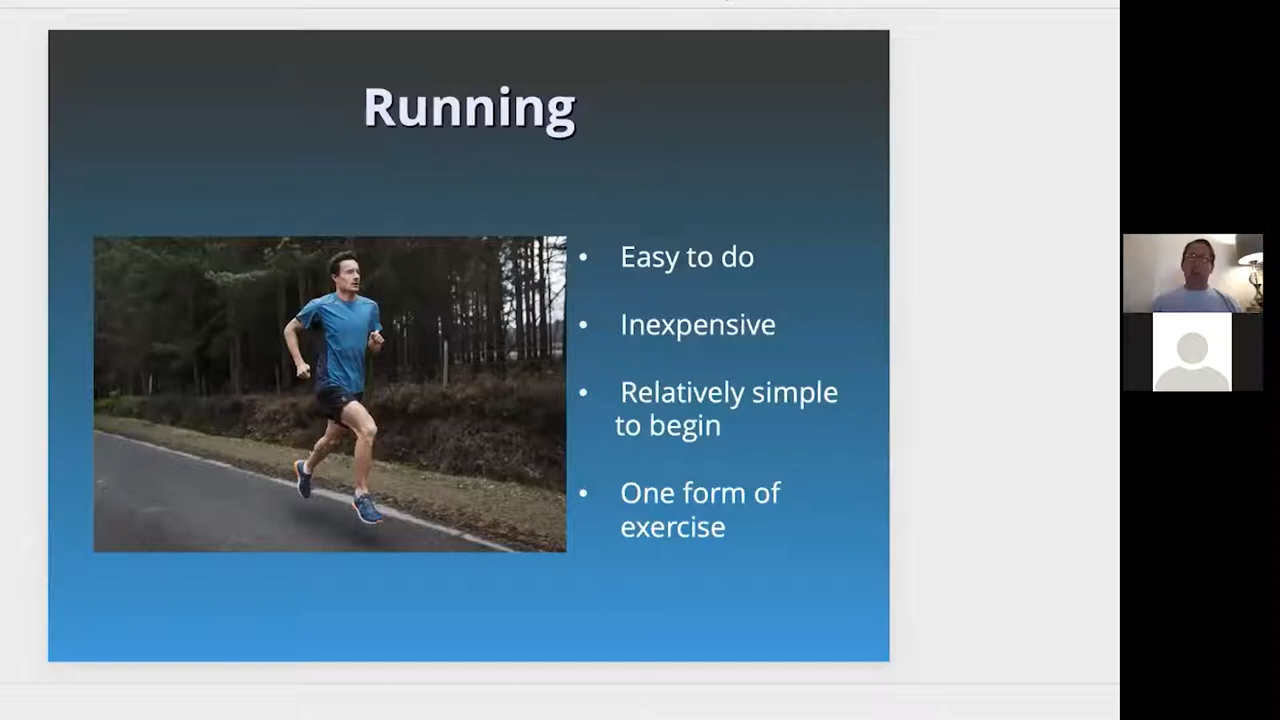 Running
• Easy to do
• Inexpensive
• Relatively simple
to begin
• One form of
exercise